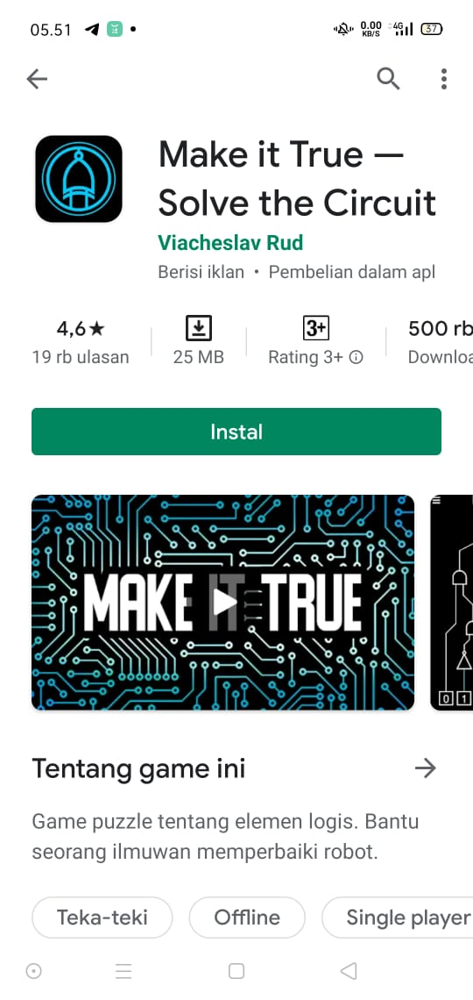 05.51
0.00
KB/S
4G
37
Make it True —
Solve the Circuit
Viacheslav Rud
Berisi iklan • Pembelian dalam apl
4,6★
3+
500 rb
19 rb ulasan
25 MB
Rating 3+
Instal
MAKE IT TRUE
0 1
Tentang game ini
Game puzzle tentang elemen logis. Bantu
seorang ilmuwan memperbaiki robot.
Teka-teki
Offline
Single player